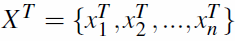 X^T = {x_1^T, x_2^T, ..., x_n^T}